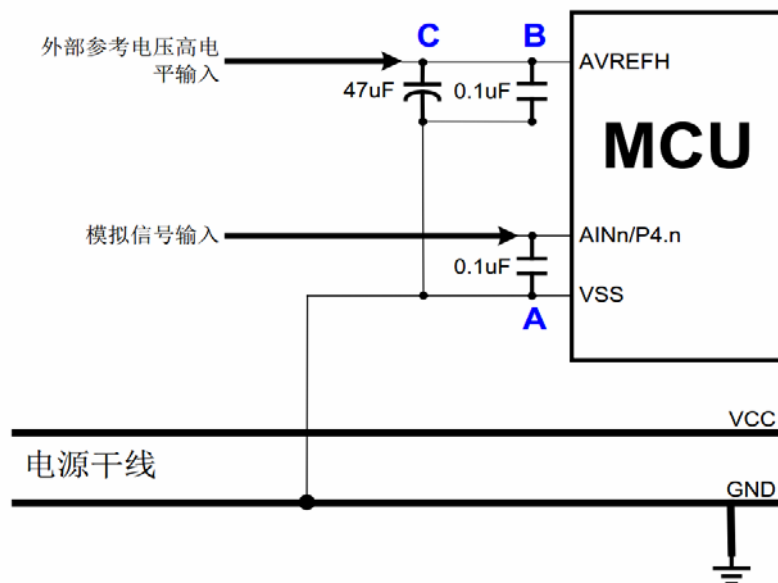 C
B
外部参考电压高电
平输入
AVREFH
47uF
0.1uF
MCU
模拟信号输入
AINn/P4.n
0.1uF
VSS
A
VCC
电源干线
GND